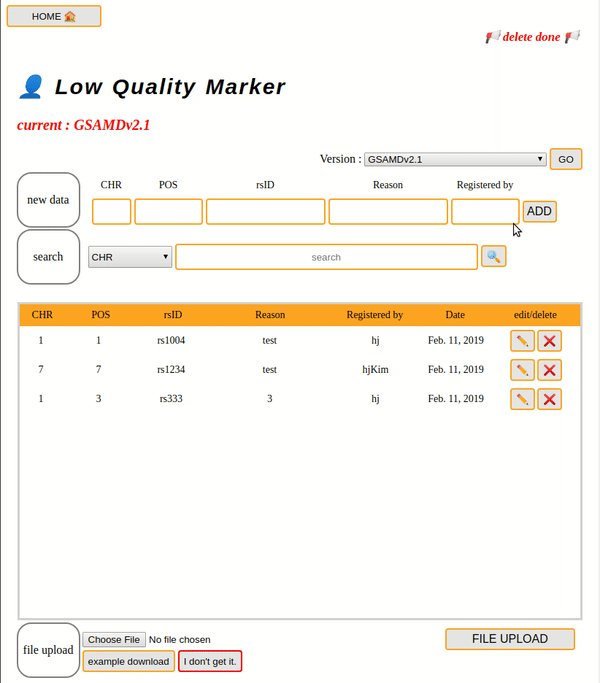 HOME
delete done
Low Quality Marker
current : GSAMDv2.1
Version : GSAMDv2.1 GO
CHR POS rsID Reason Registered by
new data ADD
search CHR search
CHR POS rsID Reason Registered by Date edit/delete
1 1 rs1004 test hj Feb. 11, 2019
7 7 rs1234 test hjKim Feb. 11, 2019
1 3 rs333 3 hj Feb. 11, 2019
file upload Choose File No file chosen FILE UPLOAD
example download I don't get it.